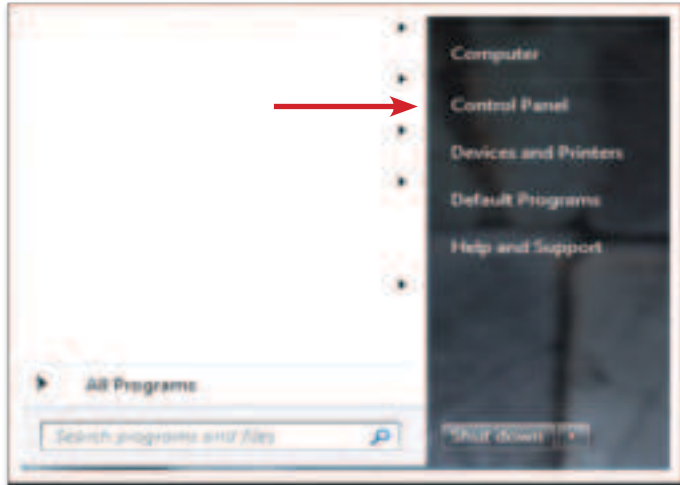 Computer
Control Panel
Devices and Printers
Default Programs
Help and Support
All Programs
Search programs and files
Shut down